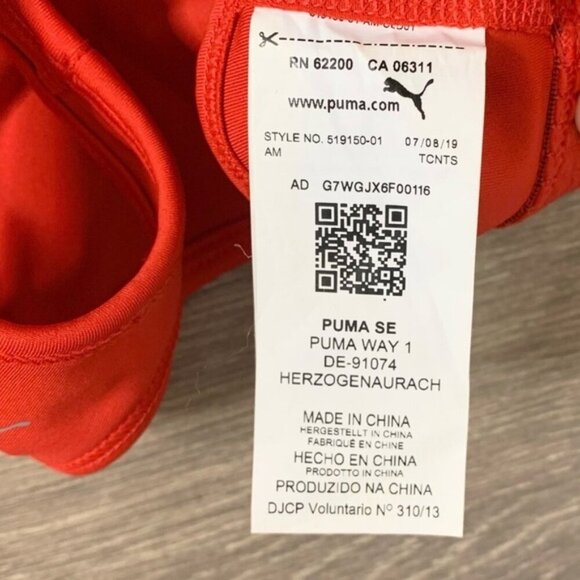 RN 62200 CA 06311
www.puma.com
STYLE NO. 519150-01 07/08/19
AM TCNTS
AD G7WGJX6F00116
PUMA SE
PUMA WAY 1
DE-91074
HERZOGENAURACH
MADE IN CHINA
HERGESTELLT IN CHINA
FABRIQUÉ EN CHINE
HECHO EN CHINA
PRODOTTO IN CHINA
PRODUZIDO NA CHINA
DJCP Voluntario Nº 310/13